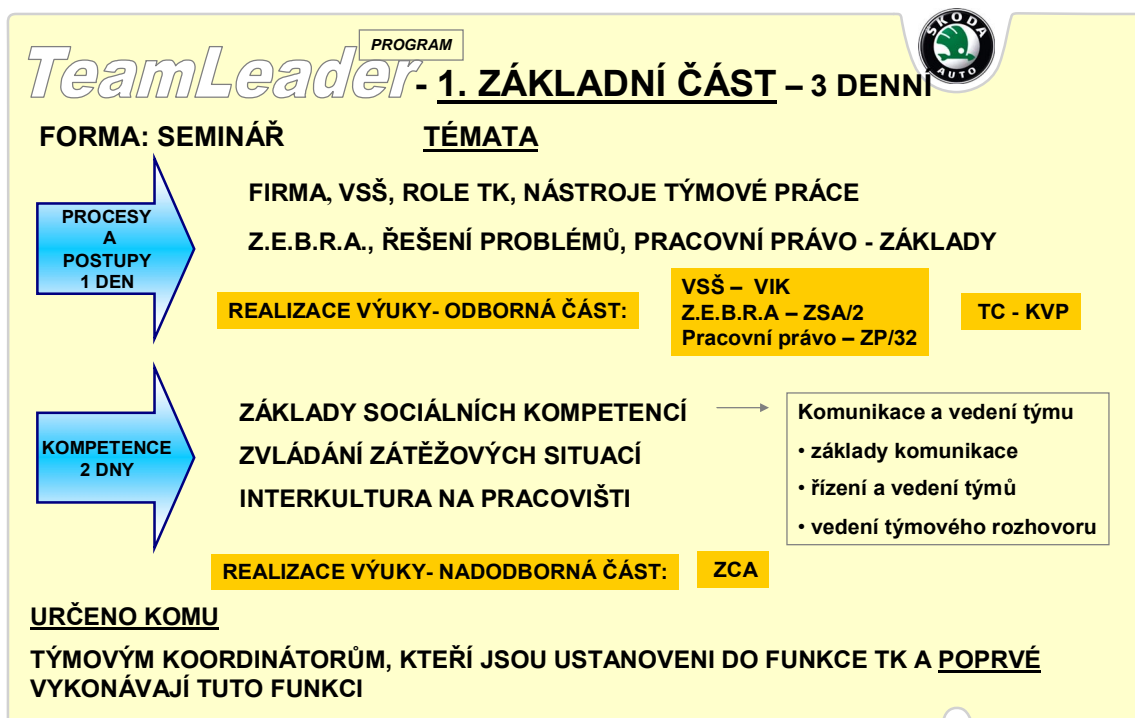 PROGRAM
ŠKODA
AUTO
TeamLeader - 1. ZÁKLADNÍ ČÁST – 3 DENNÍ
FORMA: SEMINÁŘ
TÉMATA
PROCESY
A
POSTUPY
1 DEN
FIRMA, VSŠ, ROLE TK, NÁSTROJE TÝMOVÉ PRÁCE
Z.E.B.R.A., ŘEŠENÍ PROBLÉMŮ, PRACOVNÍ PRÁVO - ZÁKLADY
REALIZACE VÝUKY- ODBORNÁ ČÁST:
VSŠ – VIK
Z.E.B.R.A – ZSA/2
Pracovní právo – ZP/32
TC - KVP
KOMPETENCE
2 DNY
ZÁKLADY SOCIÁLNÍCH KOMPETENCÍ
ZVLÁDÁNÍ ZÁTĚŽOVÝCH SITUACÍ
INTERKULTURA NA PRACOVIŠTI
Komunikace a vedení týmu
• základy komunikace
• řízení a vedení týmů
• vedení týmového rozhovoru
REALIZACE VÝUKY- NADODBORNÁ ČÁST:
ZCA
URČENO KOMU
TÝMOVÝM KOORDINÁTORŮM, KTEŘÍ JSOU USTANOVENI DO FUNKCE TK A POPRVÉ
VYKONÁVAJÍ TUTO FUNKCI